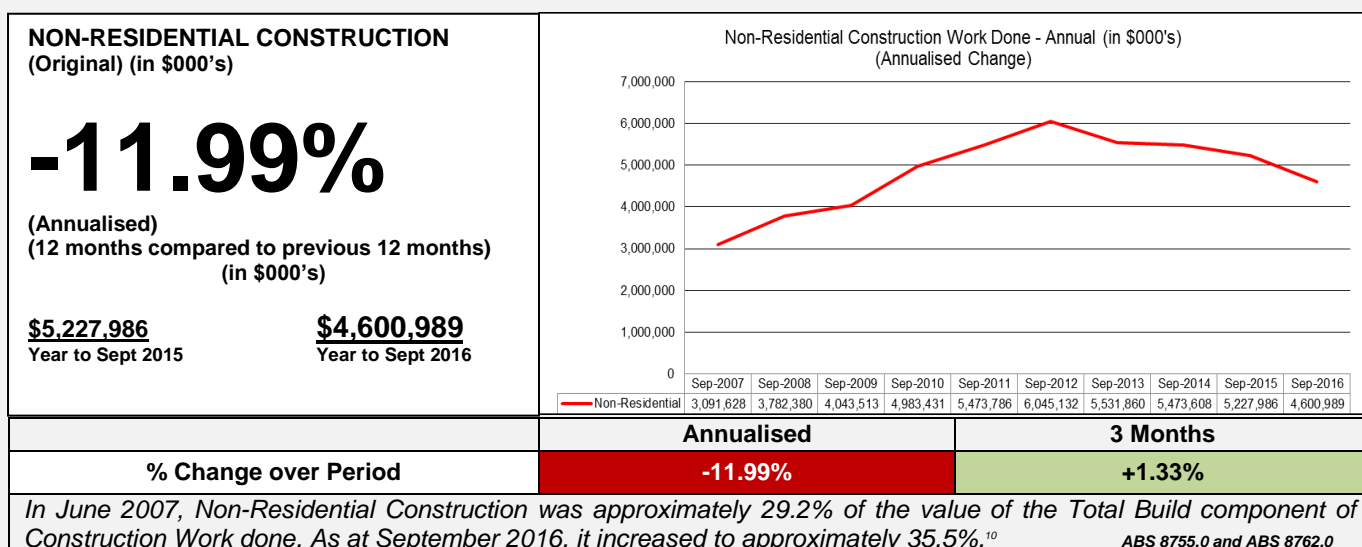 NON-RESIDENTIAL CONSTRUCTION
(Original) (in $000’s)
-11.99%
(Annualised)
(12 months compared to previous 12 months)
(in $000’s)
$5,227,986 $4,600,989
Year to Sept 2015 Year to Sept 2016
Non-Residential Construction Work Done - Annual (in $000's)
(Annualised Change)
7,000,000
6,000,000
5,000,000
4,000,000
3,000,000
2,000,000
1,000,000
0
Sep-2007 Sep-2008 Sep-2009 Sep-2010 Sep-2011 Sep-2012 Sep-2013 Sep-2014 Sep-2015 Sep-2016
Non-Residential 3,091,628 3,782,380 4,043,513 4,983,431 5,473,786 6,045,132 5,531,860 5,473,608 5,227,986 4,600,989
Annualised 3 Months
% Change over Period -11.99% +1.33%
In June 2007, Non-Residential Construction was approximately 29.2% of the value of the Total Build component of
Construction Work done. As at September 2016, it increased to approximately 35.5%.10 ABS 8755.0 and ABS 8762.0